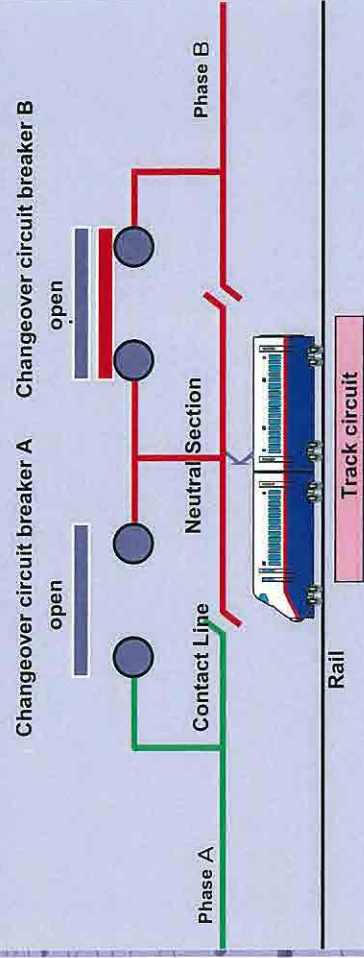 Changeover circuit breaker A
Changeover circuit breaker B
open
open
Contact Line
Neutral Section
Phase A
Phase B
Rail
Track circuit